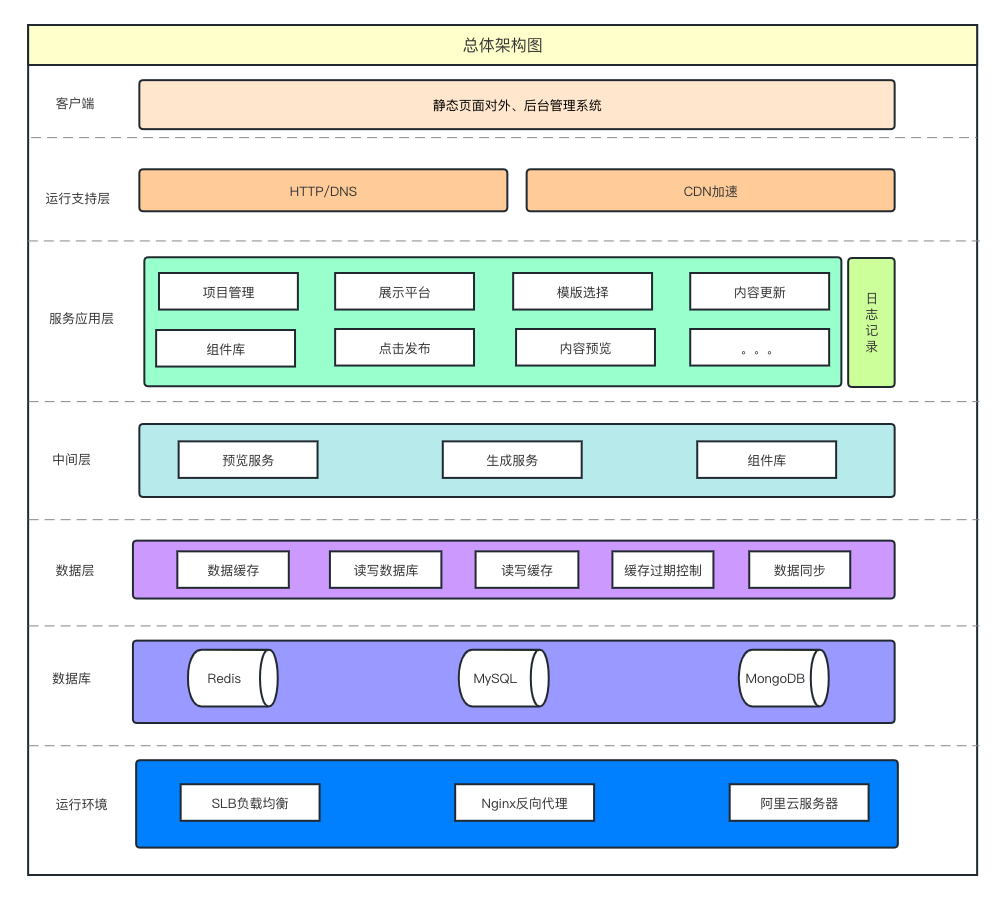 总体架构图
客户端
静态页面对外、后台管理系统
运行支持层
HTTP/DNS
CDN加速
服务应用层
项目管理
展示平台
模版选择
内容更新
组件库
点击发布
内容预览
。。。
日
志
记
录
中间层
预览服务
生成服务
组件库
数据层
数据缓存
读写数据库
读写缓存
缓存过期控制
数据同步
数据库
Redis
MySQL
MongoDB
运行环境
SLB负载均衡
Nginx反向代理
阿里云服务器